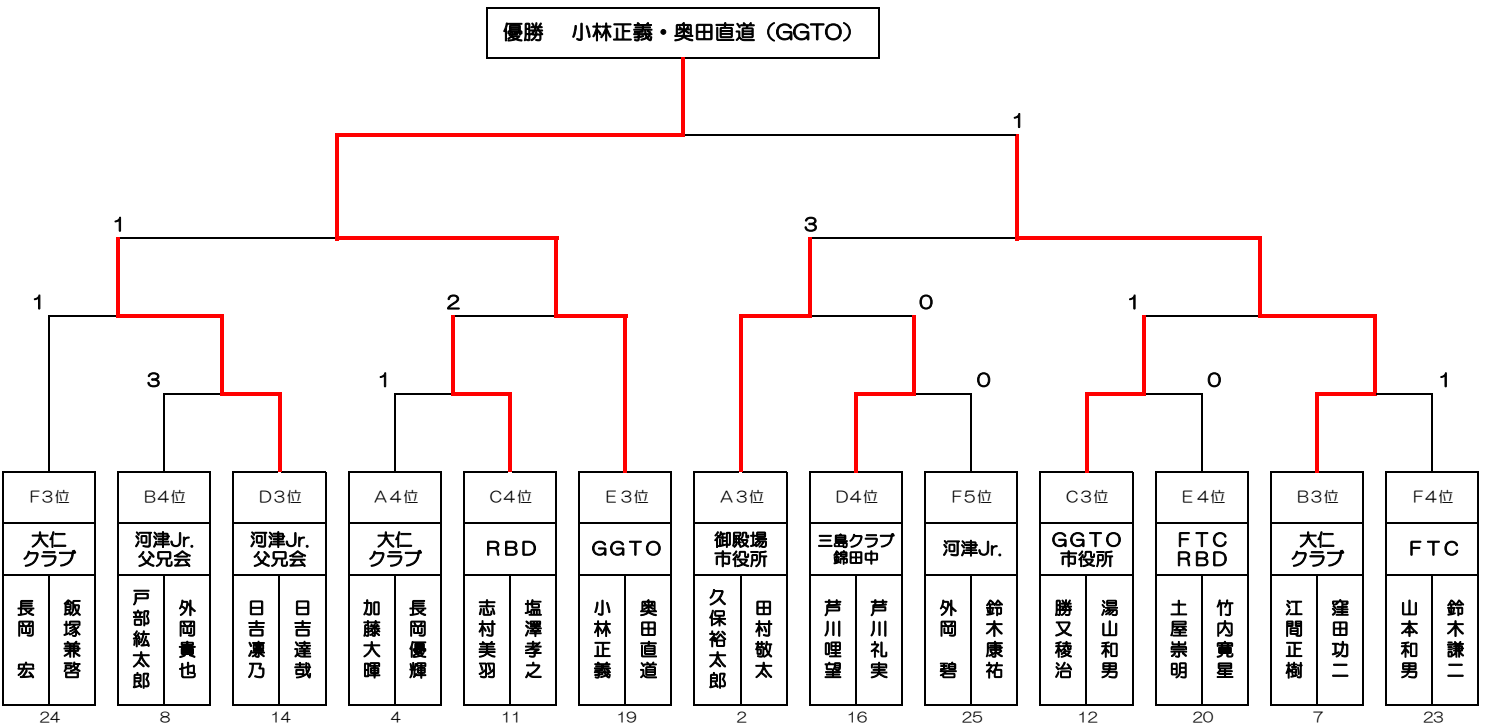 優勝　小林正義・奥田直道（GGTO）
1
1
3
1
2
0
1
3
1
0
0
1
F3位
B4位
D3位
A4位
C4位
E3位
A3位
D4位
F5位
C3位
E4位
B3位
F4位
大仁
クラブ
河津Jr.
父兄会
河津Jr.
父兄会
大仁
クラブ
RBD
GGTO
御殿場
市役所
三島クラブ
錦田中
河津Jr.
GGTO
市役所
FTC
RBD
大仁
クラブ
FTC
長岡　宏
飯塚兼啓
戸部紘太郎
外岡貴也
日吉凛乃
日吉達哉
加藤大暉
長岡優輝
志村美羽
塩澤孝之
小林正義
奥田直道
久保裕太郎
田村敬太
芦川哩望
芦川礼実
外岡　碧
鈴木康祐
勝又稜治
湯山和男
土屋崇明
竹内寛星
江間正樹
窪田功二
山本和男
鈴木謙二
24
8
14
4
11
19
2
16
25
12
20
7
23